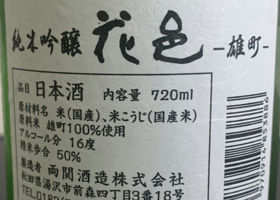 純米吟醸 花邑 -雄町-
品目 日本酒 内容量 720ml
原材料名 米(国産)、米こうじ(国産米)
原料米 雄町100%使用
アルコール分 16度
精米歩合 50%
製造者 両関酒造株式会社
秋田県湯沢市前森四丁目3番18号